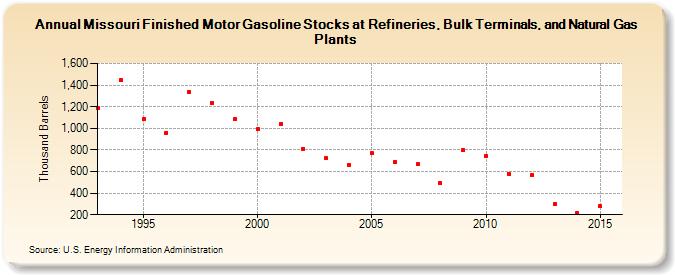 Annual Missouri Finished Motor Gasoline Stocks at Refineries, Bulk Terminals, and Natural Gas
Plants
Thousand Barrels
1,600
1,400
1,200
1,000
800
600
400
200
1995 2000 2005 2010 2015
Source: U.S. Energy Information Administration